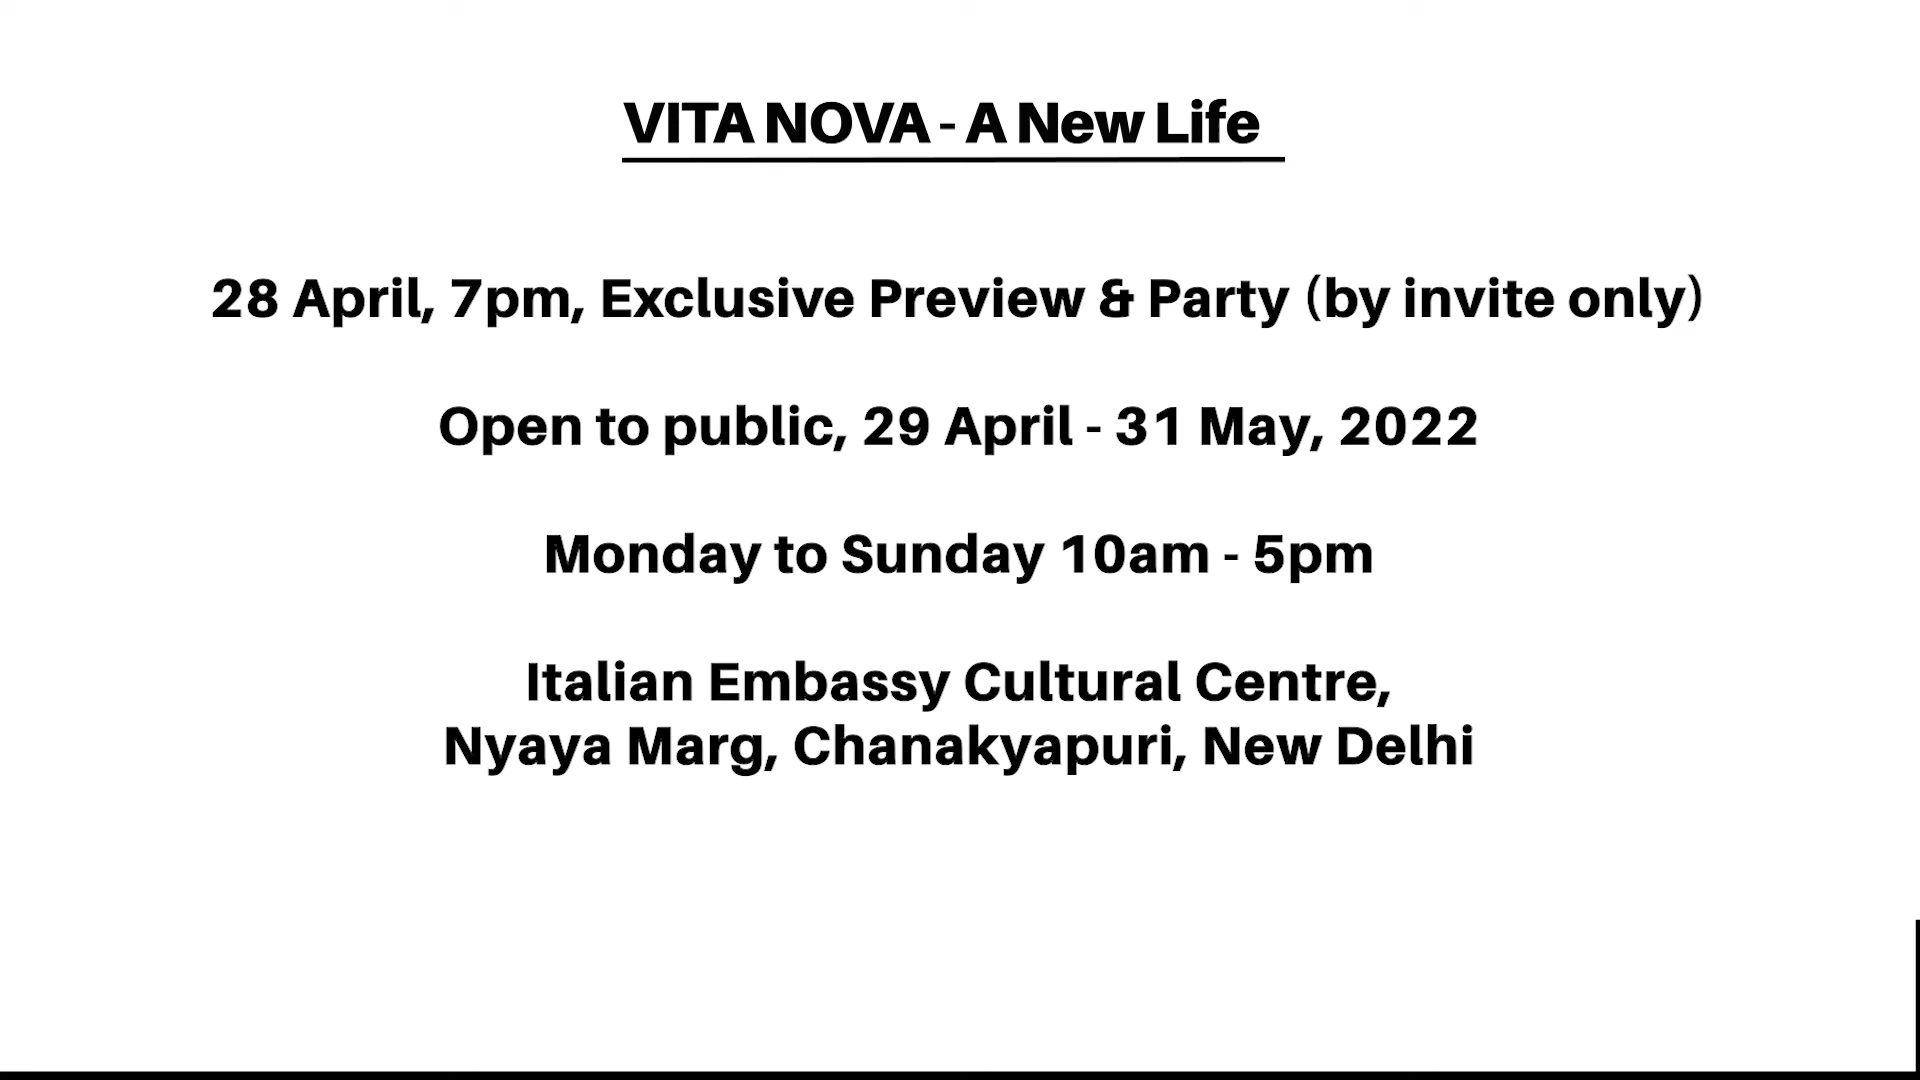 VITA NOVA - A New Life
28 April, 7pm, Exclusive Preview & Party (by invite only)
Open to public, 29 April - 31 May, 2022
Monday to Sunday 10am - 5pm
Italian Embassy Cultural Centre,
Nyaya Marg, Chanakyapuri, New Delhi